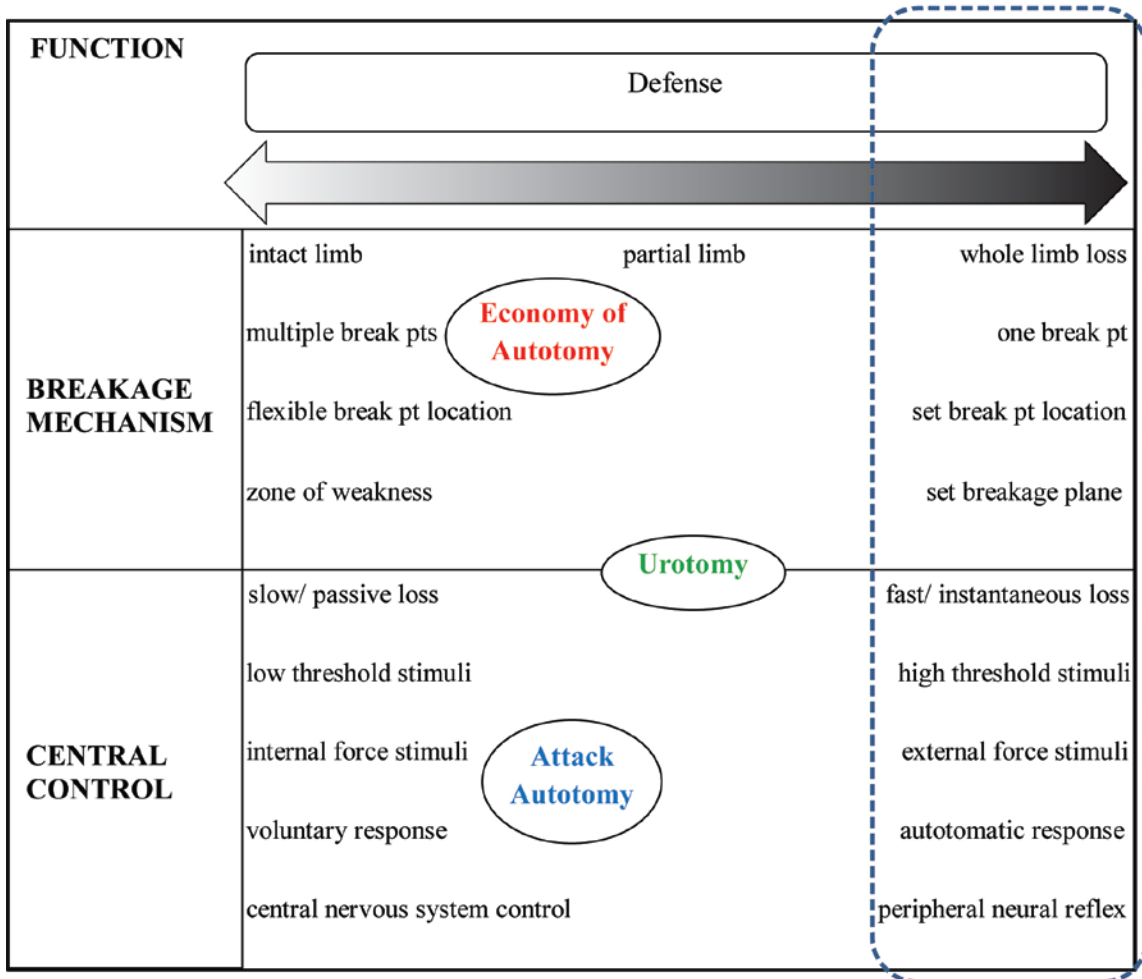 FUNCTION
Defense
intact limb partial limb whole limb loss
Economy of
Autotomy
multiple break pts one break pt
BREAKAGE
MECHANISM
flexible break pt location set break pt location
zone of weakness set breakage plane
Urotomy
slow/ passive loss fast/ instantaneous loss
low threshold stimuli high threshold stimuli
CENTRAL
CONTROL
internal force stimuli external force stimuli
Attack
Autotomy
voluntary response autotomatic response
central nervous system control peripheral neural reflex